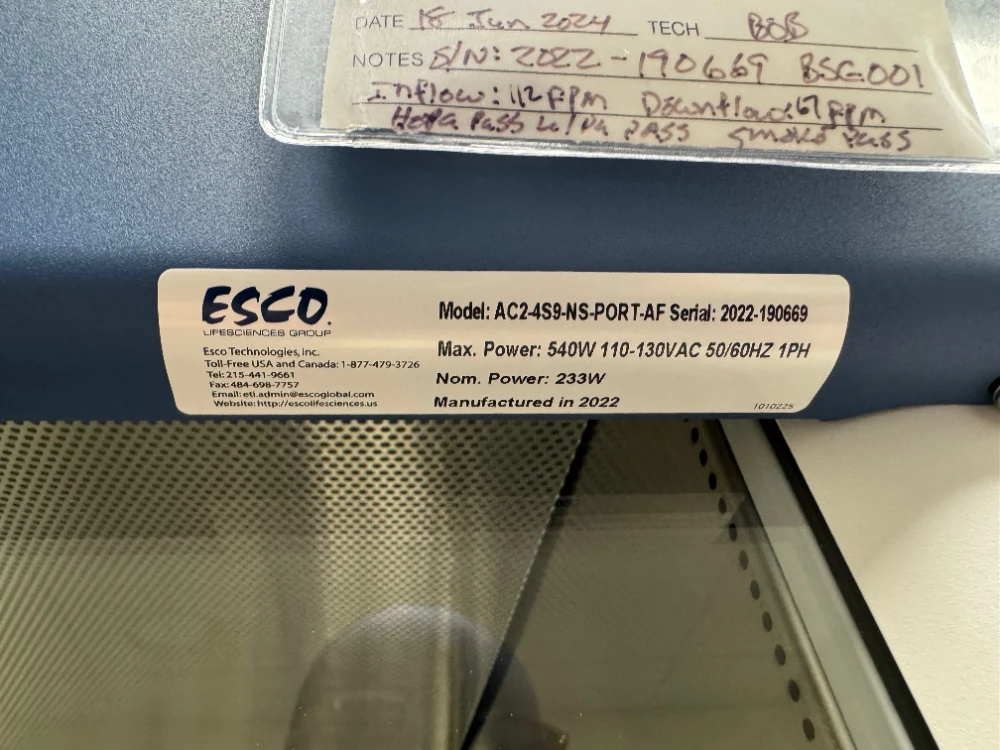 DATE 18 Jun 2024 TECH BOB
NOTES S/N: 2022-190669 BSC001
Inflow: 112 FPM Downflow: 67 FPM
Hepa Pass PASS Smoke Pass
ESCO
LIFESCIENCES GROUP
Esco Technologies, Inc.
Toll-Free USA and Canada: 1-877-479-3726
Tel: 215-441-9661
Fax: 484-698-7757
Email: etl.admin@escoglobal.com
Website: http://escolifesciences.us
Model: AC2-4S9-NS-PORT-AF Serial: 2022-190669
Max. Power: 540W 110-130VAC 50/60HZ 1PH
Nom. Power: 233W
Manufactured in 2022
1010225